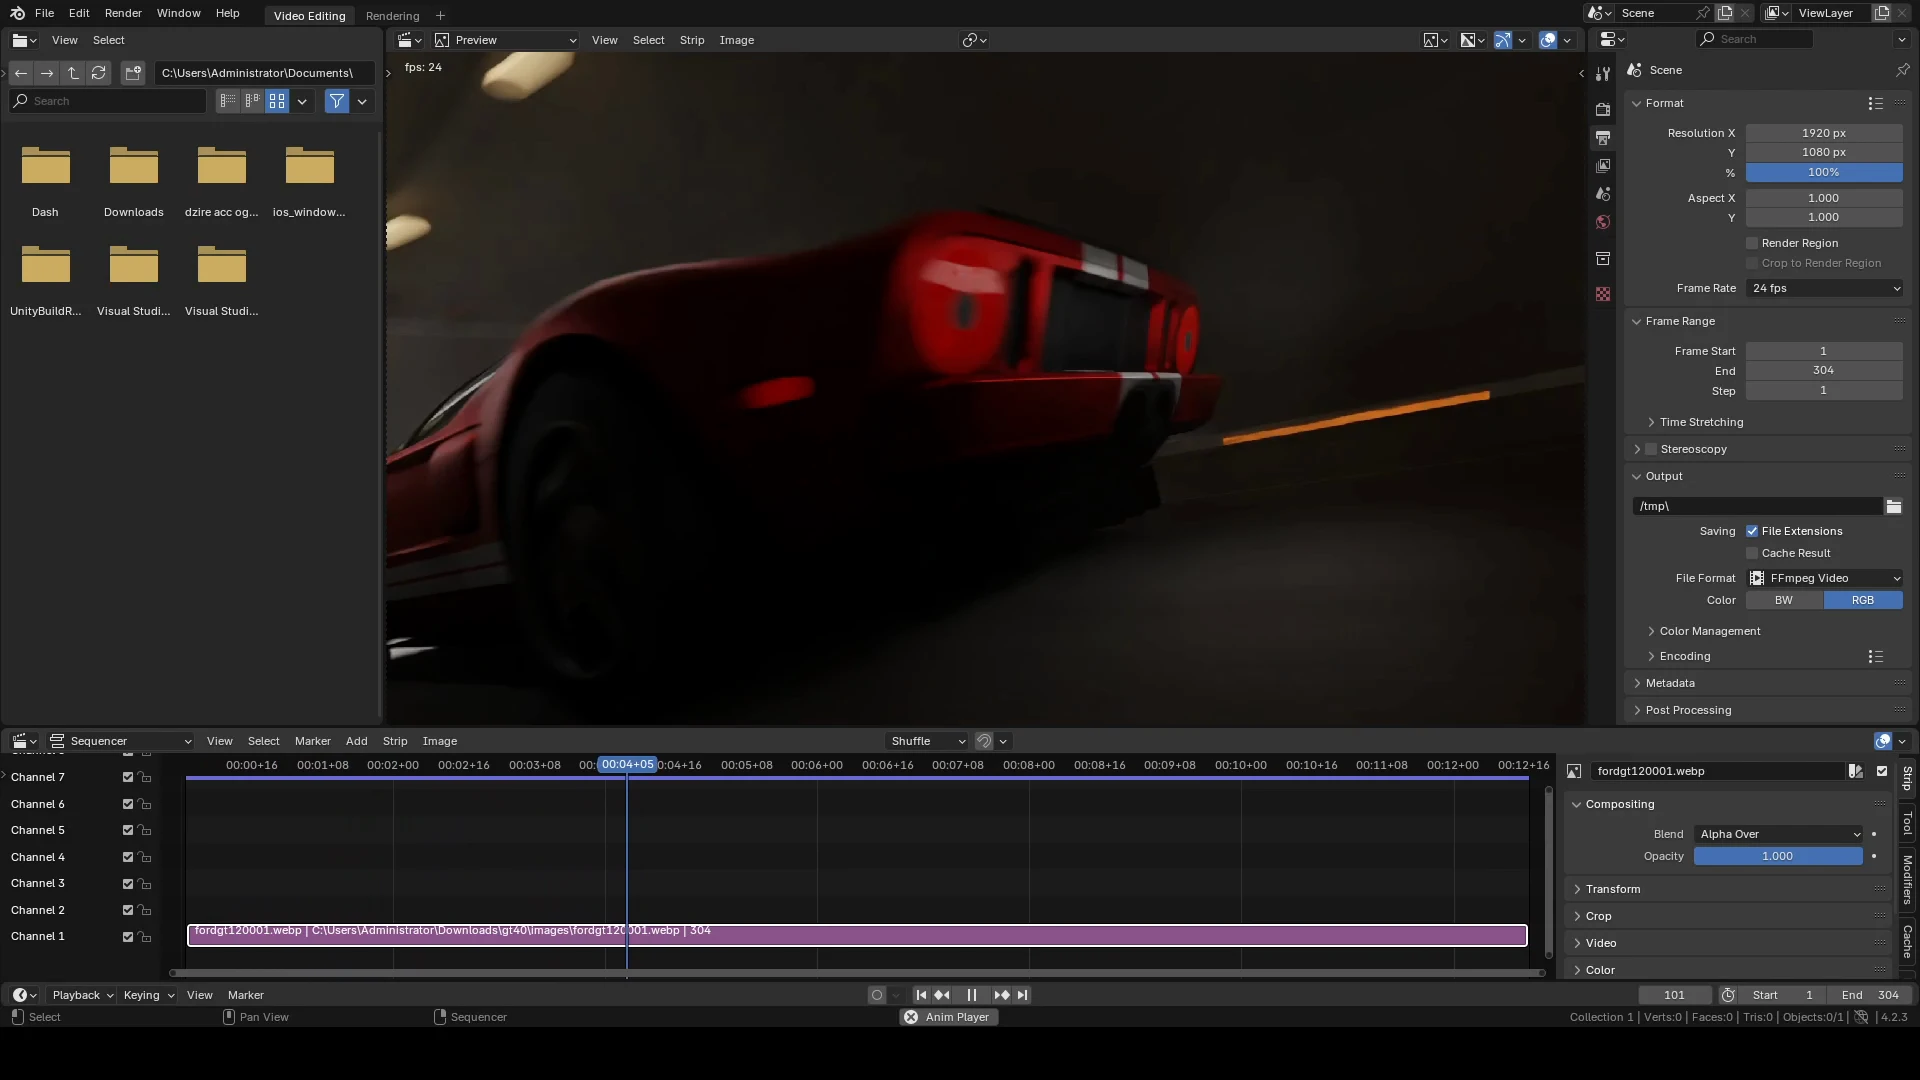 File Edit Render Window Help Video Editing Rendering + Scene ViewLayer
View Select Preview View Select Strip Image Search
C:\Users\Administrator\Documents\ fps: 24 Scene
Search
Dash Downloads dzire acc og... ios_window...
UnityBuildR... Visual Studi... Visual Studi...
Format
Resolution X 1920 px
Y 1080 px
% 100%
Aspect X 1.000
Y 1.000
Render Region
Crop to Render Region
Frame Rate 24 fps
Frame Range
Frame Start 1
End 304
Step 1
Time Stretching
Stereoscopy
Output
/tmp\
Saving File Extensions
Cache Result
File Format FFmpeg Video
Color BW RGB
Color Management
Encoding
Metadata
Post Processing
Sequencer View Select Marker Add Strip Image Shuffle
00:00+16 00:01+08 00:02+00 00:02+16 00:03+08 00:04+05 0:04+16 00:05+08 00:06+00 00:06+16 00:07+08 00:08+00 00:08+16 00:09+08 00:10+00 00:10+16 00:11+08 00:12+00 00:12+16
Channel 7
Channel 6
Channel 5
Channel 4
Channel 3
Channel 2
Channel 1
fordgt120001.webp | C:\Users\Administrator\Downloads\gt40\images\fordgt120001.webp | 304
fordgt120001.webp
Compositing
Blend Alpha Over
Opacity 1.000
Transform
Crop
Video
Color
Strip
Tool
Modifiers
Cache
Playback Keying View Marker 101 Start 1 End 304
Select Pan View Sequencer Anim Player Collection 1 | Verts:0 | Faces:0 | Tris:0 | Objects:0/1 | 4.2.3